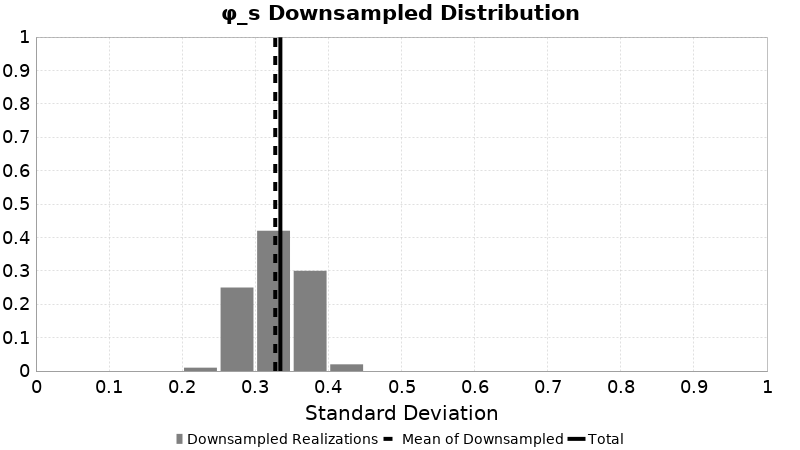 φ_s Downsampled Distribution
1
0.9
0.8
0.7
0.6
0.5
0.4
0.3
0.2
0.1
0
0 0.1 0.2 0.3 0.4 0.5 0.6 0.7 0.8 0.9 1
Standard Deviation
Downsampled Realizations Mean of Downsampled Total